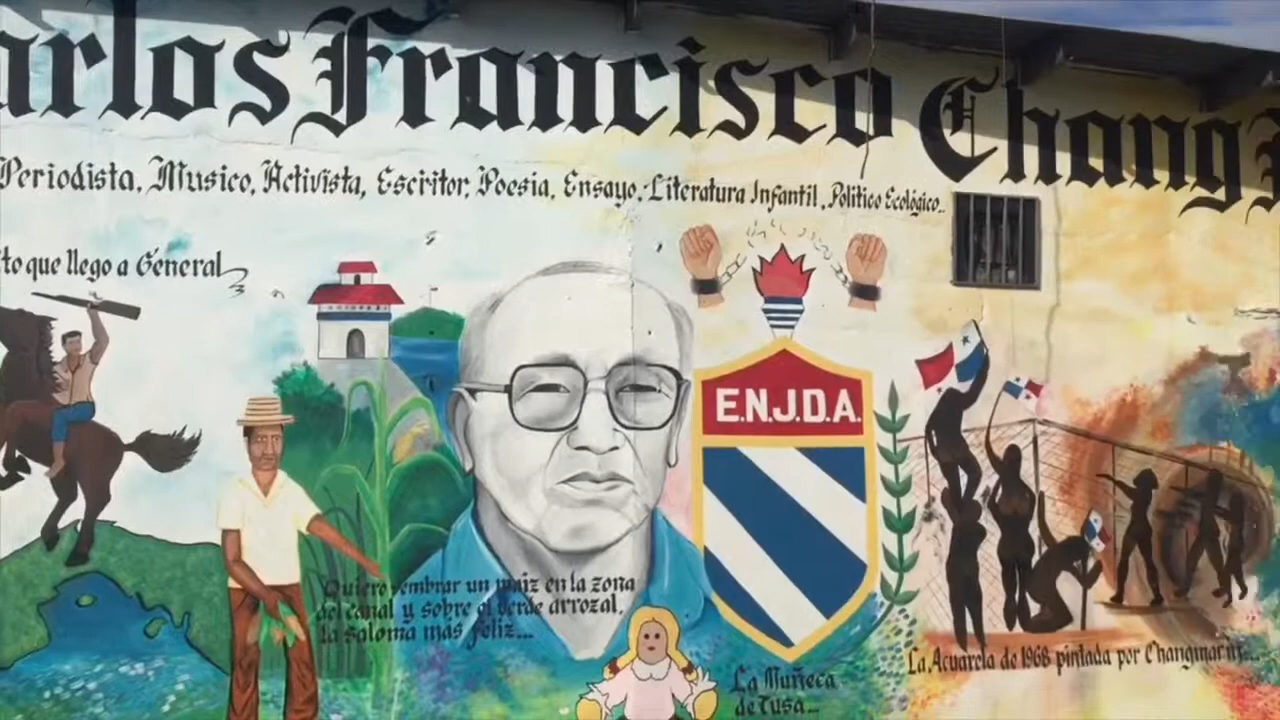 arlos Francisco Chang
Periodista, Musico, Activista, Escritor, Poesia, Ensayo, Literatura Infantil, Politico Ecológico..
to que llego a General
E.N.J.D.A.
Quiero sembrar un maiz en la zona
del canal y sobre el verde arrozal,
la saloma más feliz...
La Muñeca
de Tusa...
La Acuarela de 1968 pintada por Changmarin...